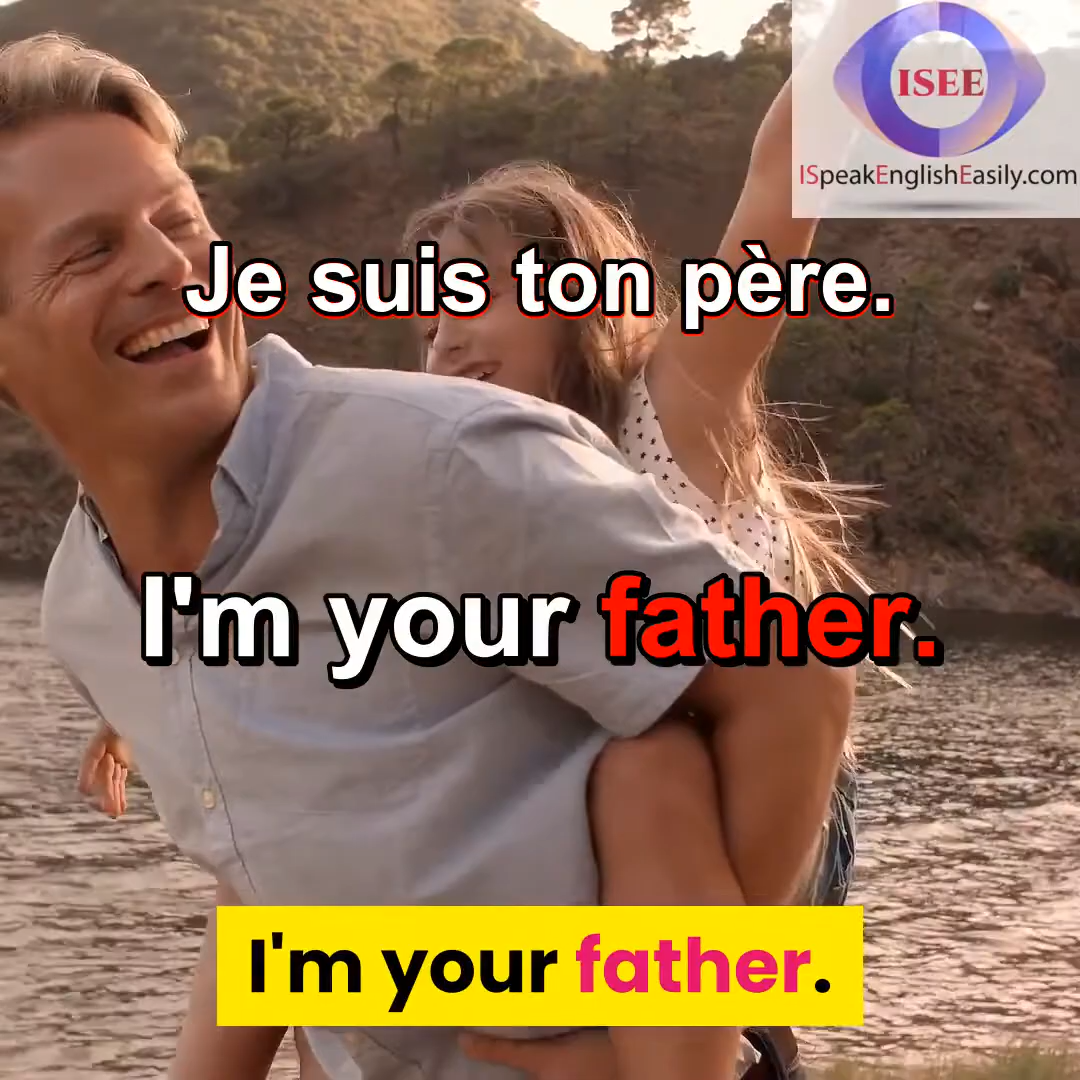 ISEE
ISpeakEnglishEasily.com
Je suis ton père.
I'm your father.
I'm your father.